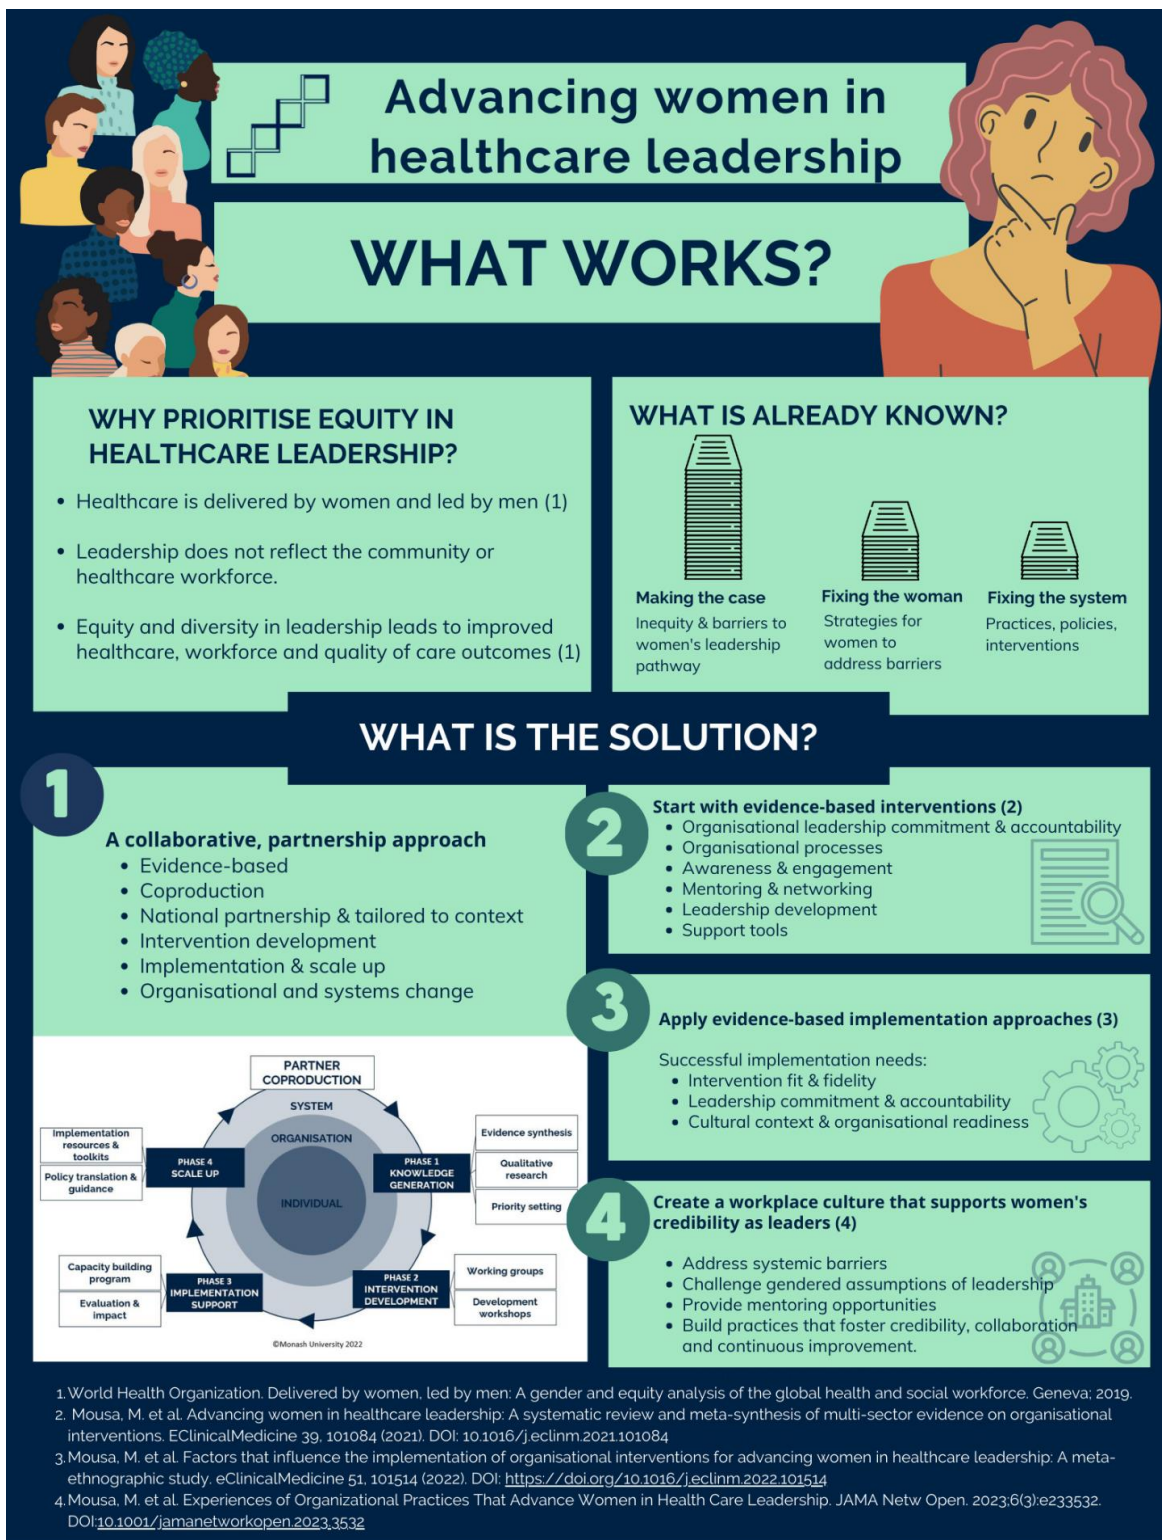 Advancing women in
healthcare leadership
WHAT WORKS?
WHY PRIORITISE EQUITY IN
HEALTHCARE LEADERSHIP?
• Healthcare is delivered by women and led by men (1)
• Leadership does not reflect the community or
healthcare workforce.
• Equity and diversity in leadership leads to improved
healthcare, workforce and quality of care outcomes (1)
WHAT IS ALREADY KNOWN?
Making the case
Inequity & barriers to
women's leadership
pathway
Fixing the woman
Strategies for
women to
address barriers
Fixing the system
Practices, policies,
interventions
WHAT IS THE SOLUTION?
1
A collaborative, partnership approach
• Evidence-based
• Coproduction
• National partnership & tailored to context
• Intervention development
• Implementation & scale up
• Organisational and systems change
PARTNER
COPRODUCTION
SYSTEM
ORGANISATION
INDIVIDUAL
PHASE 1
KNOWLEDGE
GENERATION
Evidence synthesis
Qualitative
research
Priority setting
PHASE 2
INTERVENTION
DEVELOPMENT
Working groups
Development
workshops
PHASE 3
IMPLEMENTATION
SUPPORT
Capacity building
program
Evaluation &
impact
PHASE 4
SCALE UP
Implementation
resources &
toolkits
Policy translation &
guidance
©Monash University 2022
2
Start with evidence-based interventions (2)
• Organisational leadership commitment & accountability
• Organisational processes
• Awareness & engagement
• Mentoring & networking
• Leadership development
• Support tools
3
Apply evidence-based implementation approaches (3)
Successful implementation needs:
• Intervention fit & fidelity
• Leadership commitment & accountability
• Cultural context & organisational readiness
4
Create a workplace culture that supports women's
credibility as leaders (4)
• Address systemic barriers
• Challenge gendered assumptions of leadership
• Provide mentoring opportunities
• Build practices that foster credibility, collaboration
and continuous improvement.
1. World Health Organization. Delivered by women, led by men: A gender and equity analysis of the global health and social workforce. Geneva; 2019.
2. Mousa, M. et al. Advancing women in healthcare leadership: A systematic review and meta-synthesis of multi-sector evidence on organisational
interventions. EClinicalMedicine 39, 101084 (2021). DOI: 10.1016/j.eclinm.2021.101084
3. Mousa, M. et al. Factors that influence the implementation of organisational interventions for advancing women in healthcare leadership: A meta-
ethnographic study. eClinicalMedicine 51, 101514 (2022). DOI: https://doi.org/10.1016/j.eclinm.2022.101514
4. Mousa, M. et al. Experiences of Organizational Practices That Advance Women in Health Care Leadership. JAMA Netw Open. 2023;6(3):e233532.
DOI:10.1001/jamanetworkopen.2023.3532